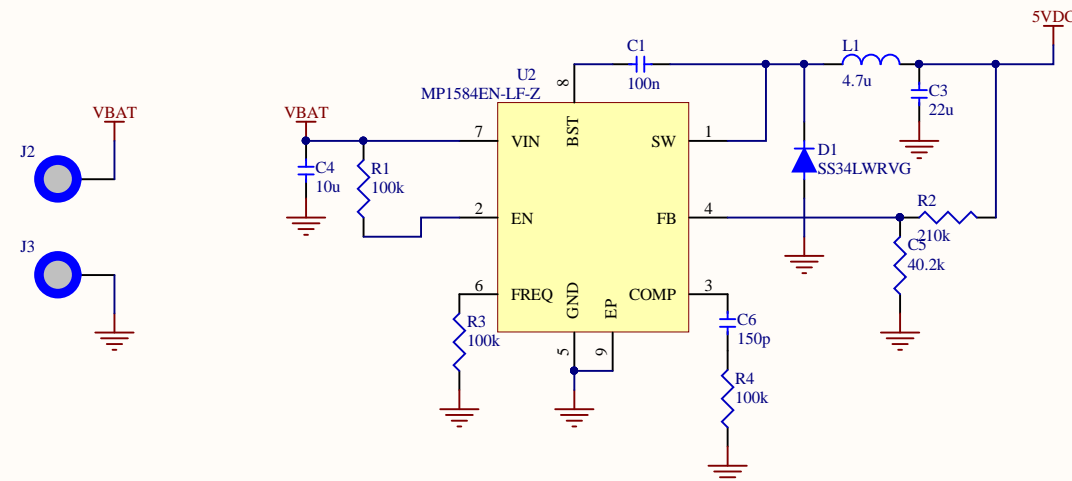 5VDC
C1
100n
L1
4.7u
U2
MP1584EN-LF-Z
8
C3
22u
VBAT
VBAT
7
VIN
BST
SW
1
J2
C4
10u
R1
100k
D1
SS34LWRVG
2
EN
FB
4
R2
210k
C5
40.2k
J3
6
FREQ
GND
EP
COMP
3
R3
100k
C6
150p
5
9
R4
100k